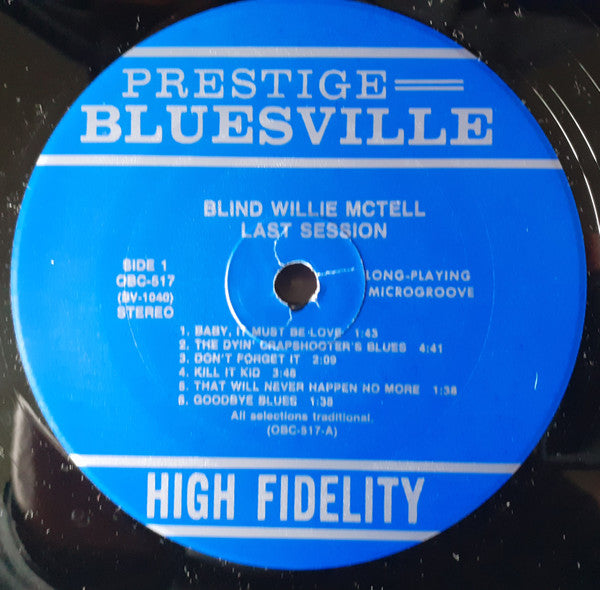 PRESTIGE
BLUESVILLE
BLIND WILLIE MCTELL
LAST SESSION
SIDE 1
OBC-517
(BV-1040)
STEREO
LONG-PLAYING
MICROGROOVE
1. BABY, IT MUST BE LOVE 1:43
2. THE DYIN' CRAPSHOOTER'S BLUES 4:41
3. DON'T FORGET IT 2:09
4. KILL IT KID 3:48
5. THAT WILL NEVER HAPPEN NO MORE 1:38
6. GOODBYE BLUES 1:38
All selections traditional.
(OBC-517-A)
HIGH FIDELITY